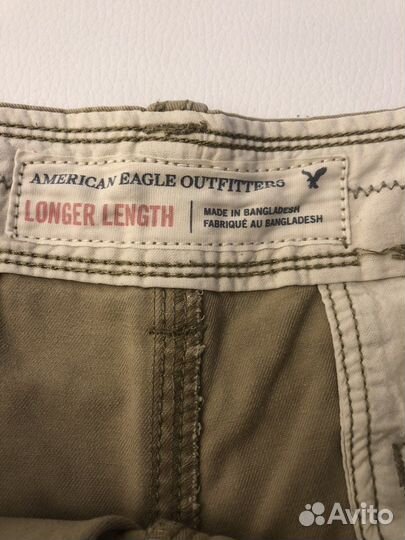 AMERICAN EAGLE OUTFITTERS
LONGER LENGTH
MADE IN BANGLADESH
FABRIQUÉ AU BANGLADESH
Avito